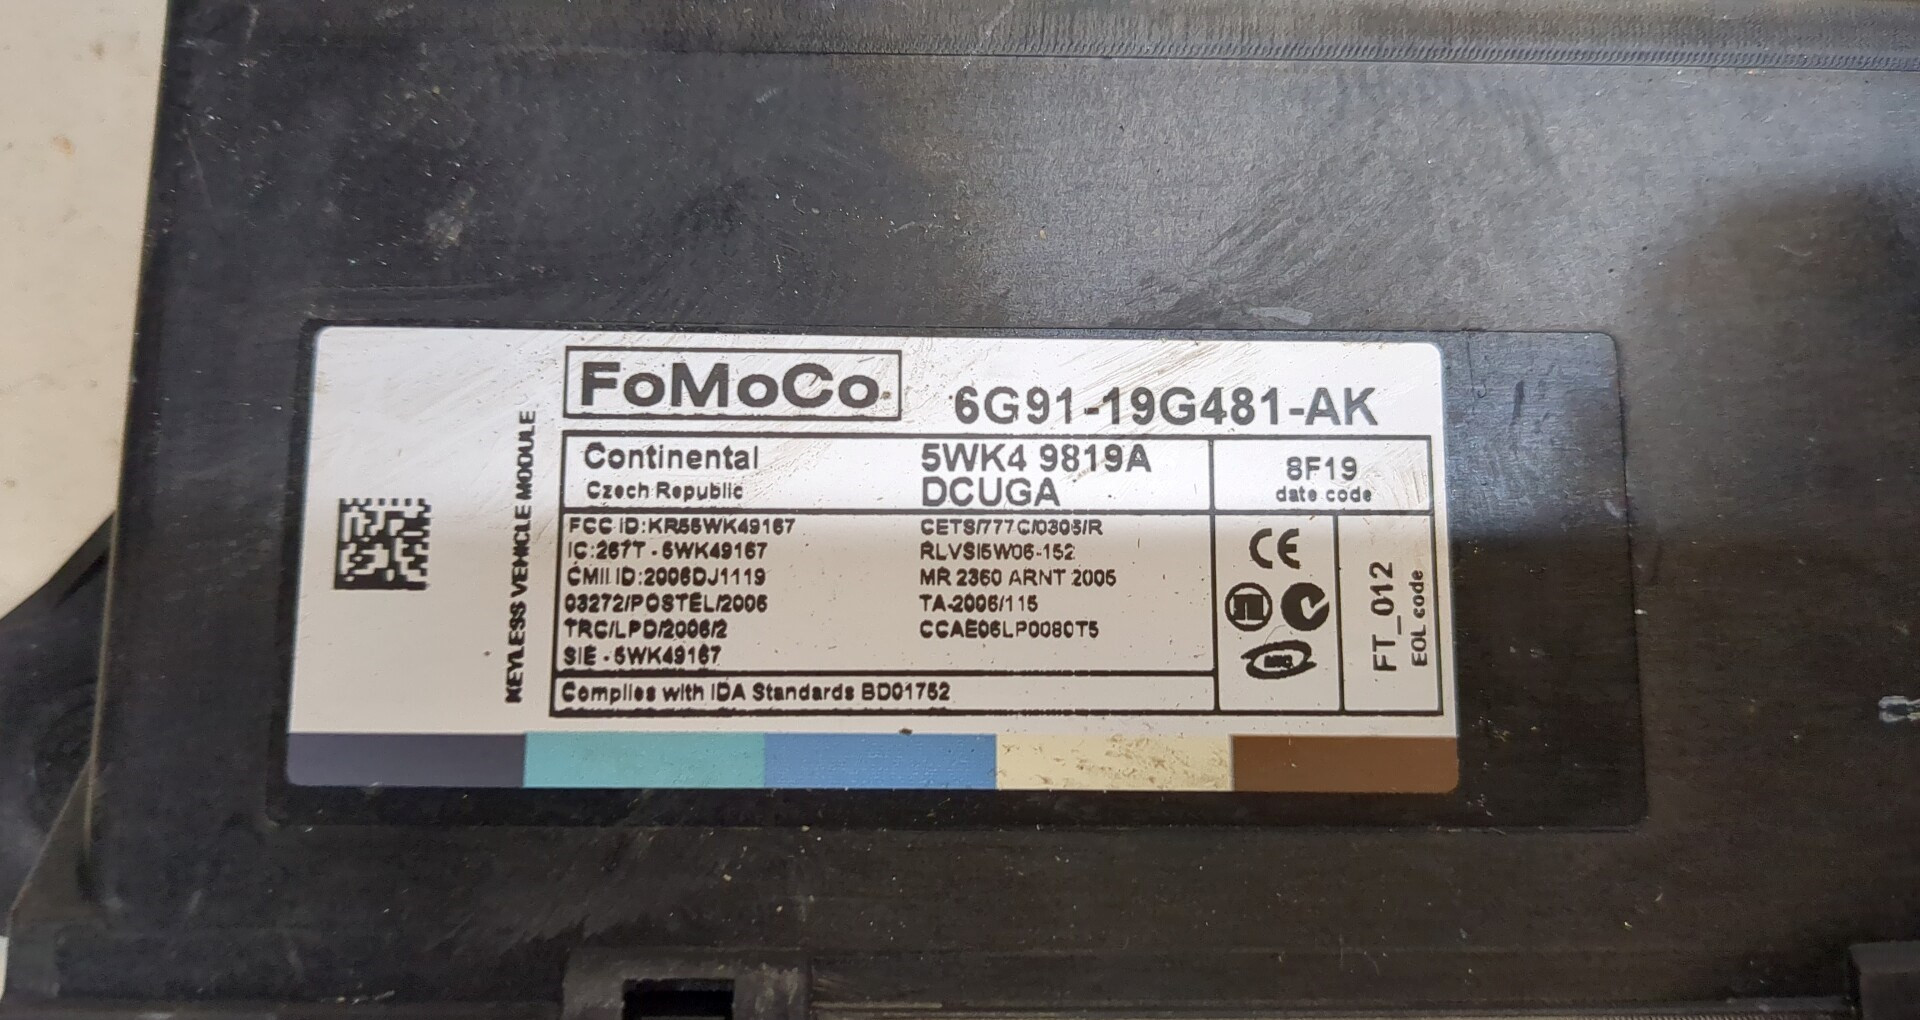 FoMoCo 6G91-19G481-AK
KEYLESS VEHICLE MODULE
Continental 5WK4 9819A
Czech Republic DCUGA
8F19
date code
FCC ID:KR55WK49167 CETS/777C/0305/R
IC:267T - 5WK49167 RLVSI5W06-152
CMII ID:2006DJ1119 MR 2360 ARNT 2006
03272/POSTEL/2006 TA-2006/115
TRC/LPD/2006/2 CCAE06LP0080T5
SIE - 5WK49167
Complies with IDA Standards BD01752
CE
FT_012
EOL code